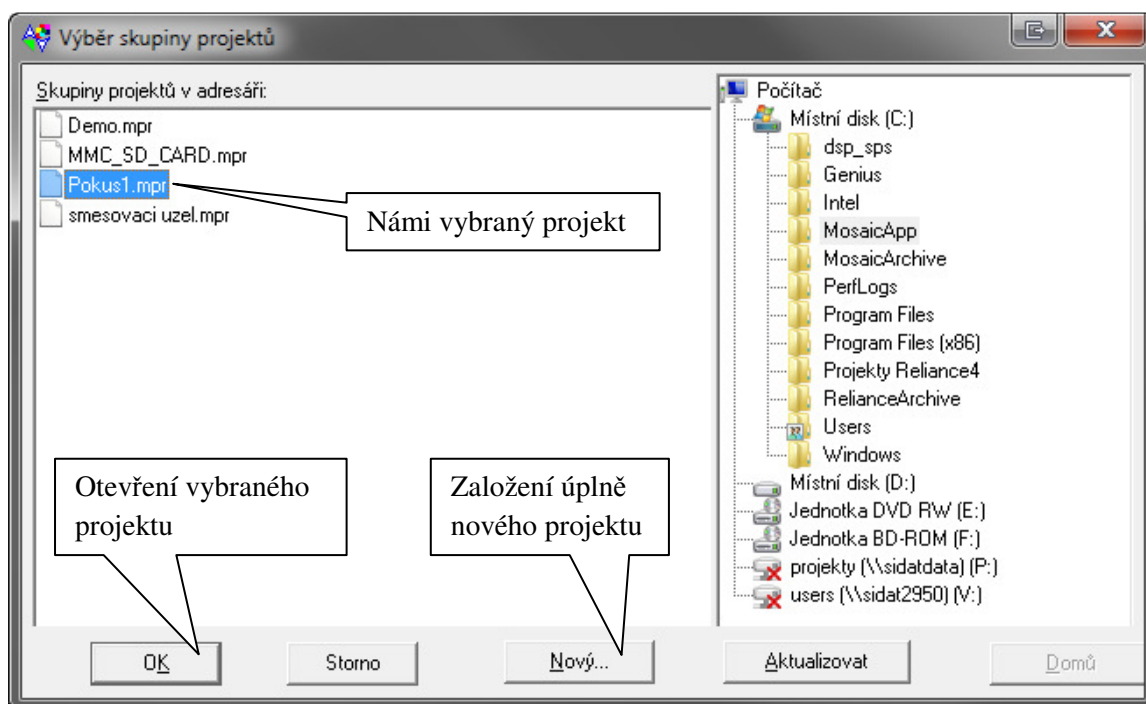 Výběr skupiny projektů
Skupiny projektů v adresáři:
Demo.mpr
MMC_SD_CARD.mpr
Pokus1.mpr
smesovaci uzel.mpr
Námi vybraný projekt
Otevření vybraného
projektu
Založení úplně
nového projektu
Počítač
Místní disk (C:)
dsp_sps
Genius
Intel
MosaicApp
MosaicArchive
PerfLogs
Program Files
Program Files (x86)
Projekty Reliance4
RelianceArchive
Users
Windows
Místní disk (D:)
Jednotka DVD RW (E:)
Jednotka BD-ROM (F:)
projekty (\\sidatdata) (P:)
users (\\sidat2950) (V:)
OK
Storno
Nový...
Aktualizovat
Domů